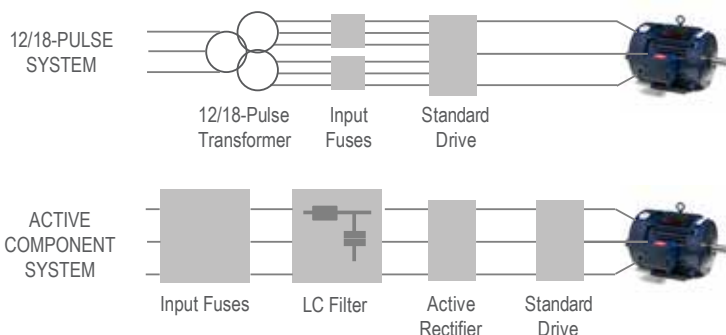 12/18-PULSE
SYSTEM
12/18-Pulse
Transformer
Input
Fuses
Standard
Drive
ACTIVE
COMPONENT
SYSTEM
Input Fuses
LC Filter
Active
Rectifier
Standard
Drive